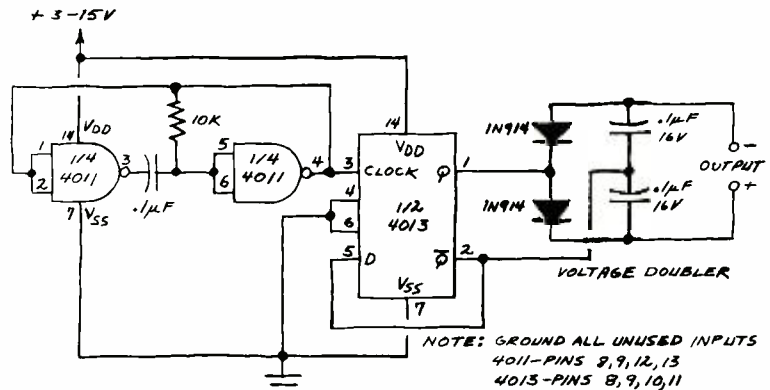 + 3-15V
14 VDD
1
2
1/4
4011
3
7 VSS
.1µF
10K
5
6
1/4
4011
4
14
VDD
3 CLOCK
4
6
5 D
1/2
4013
Q 1
Q̅ 2
VSS
7
1N914
1N914
.1µF
16V
.1µF
16V
-
OUTPUT
+
VOLTAGE DOUBLER
NOTE: GROUND ALL UNUSED INPUTS
4011-PINS 8,9,12,13
4013-PINS 8,9,10,11